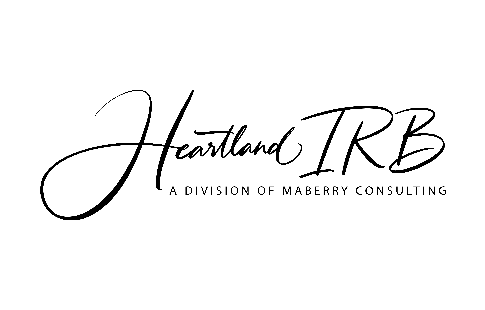 Heartland IRB
A DIVISION OF MABERRY CONSULTING